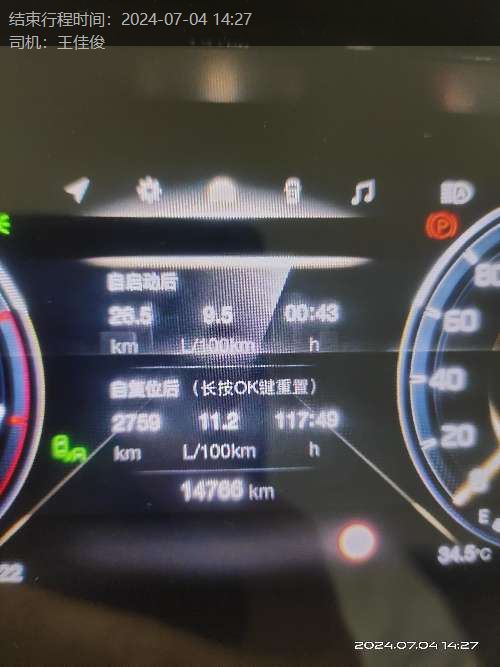 结束行程时间：2024-07-04 14:27
司机：王佳俊
自启动后
26.5 9.5 00:43
km L/100km h
自复位后（长按OK键重置）
2759 11.2 117:49
km L/100km h
14766 km
80
60
40
20
0
E
34.5°C
22
2024.07.04 14:27